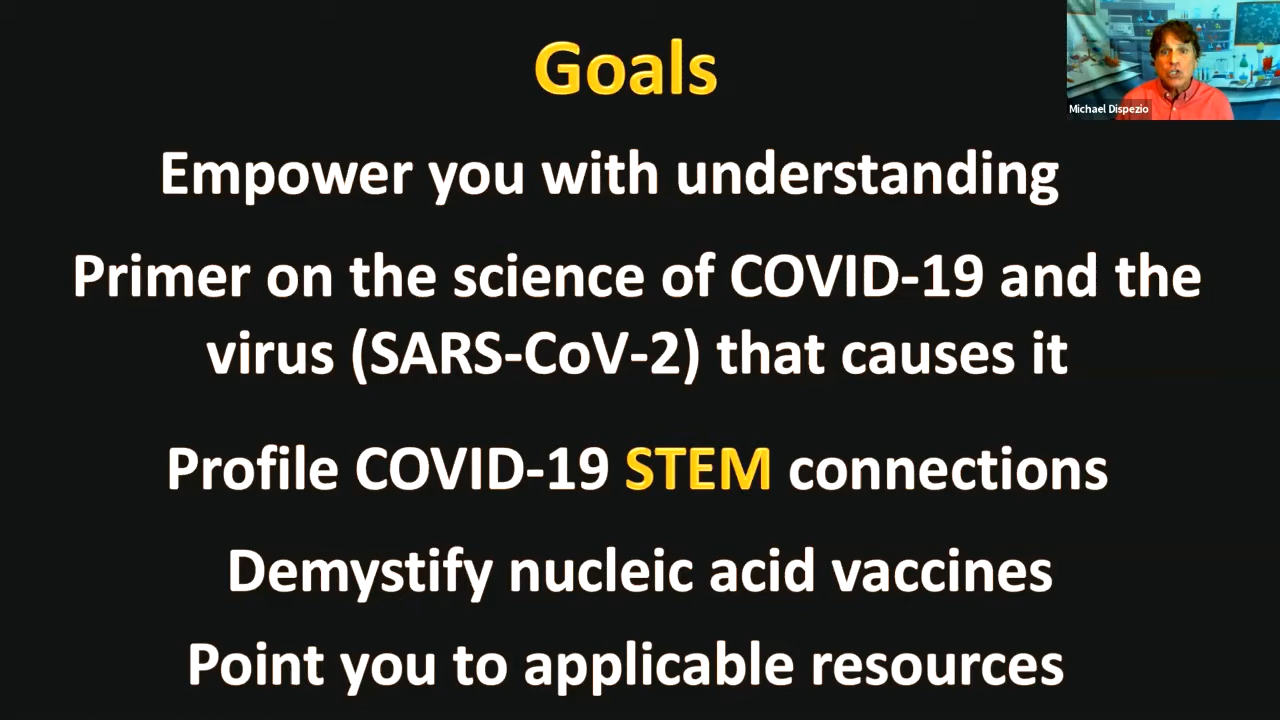 Goals
Michael Dispezio
Empower you with understanding
Primer on the science of COVID-19 and the
virus (SARS-CoV-2) that causes it
Profile COVID-19 STEM connections
Demystify nucleic acid vaccines
Point you to applicable resources